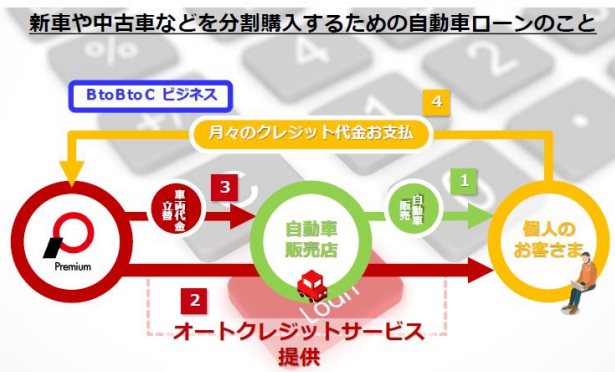 新車や中古車などを分割購入するための自動車ローンのこと
BtoBtoC ビジネス
4
月々のクレジット代金お支払
車両代金
立替
3
自動車
販売
1
Premium
自動車
販売店
個人の
お客さま
2
Loan
オートクレジットサービス
提供